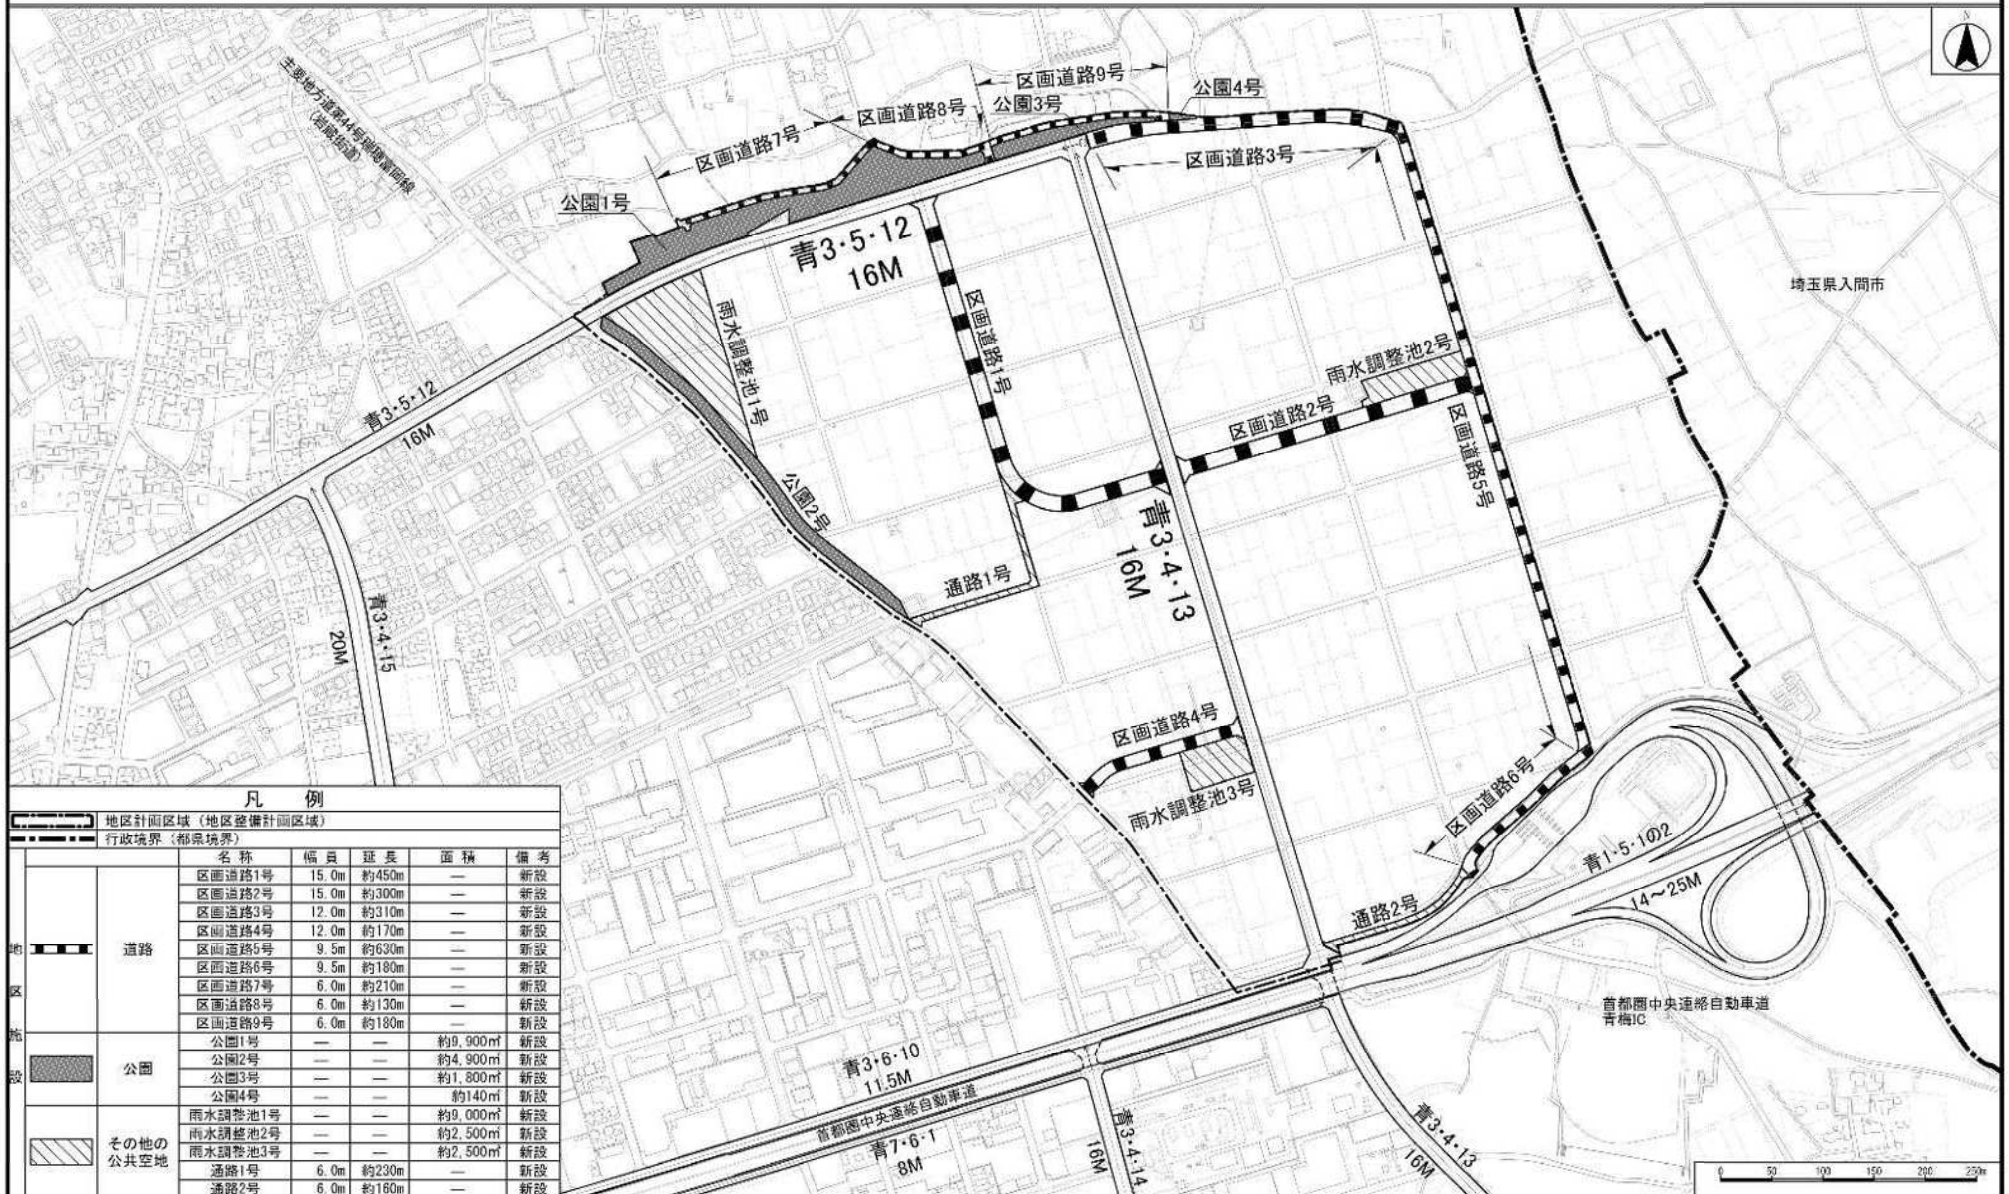 N
主要地方道第44号瑞穂富岡線
(岩蔵街道)
区画道路9号
公園4号
区画道路8号
公園3号
区画道路7号
区画道路3号
公園1号
青3・5・12
16M
埼玉県入間市
雨水調整池1号
区画道路1号
雨水調整池2号
青3・5・12
16M
区画道路2号
区画道路5号
公園2号
青3・4・13
16M
通路1号
青3・4・15
20M
区画道路4号
雨水調整池3号
区画道路6号
青1・5・1の2
14~25M
通路2号
首都圏中央連絡自動車道
青梅IC
青3・6・10
11.5M
首都圏中央連絡自動車道
青7・6・1
8M
青3・4・14
16M
青3・4・13
16M
0 50 100 150 200 250m
凡 例
地区計画区域(地区整備計画区域)
行政境界(都県境界)
名称 幅員 延長 面積 備考
地区施設
道路
区画道路1号 15.0m 約450m — 新設
区画道路2号 15.0m 約300m — 新設
区画道路3号 12.0m 約310m — 新設
区画道路4号 12.0m 約170m — 新設
区画道路5号 9.5m 約630m — 新設
区画道路6号 9.5m 約180m — 新設
区画道路7号 6.0m 約210m — 新設
区画道路8号 6.0m 約130m — 新設
区画道路9号 6.0m 約180m — 新設
公園
公園1号 — — 約9,900㎡ 新設
公園2号 — — 約4,900㎡ 新設
公園3号 — — 約1,800㎡ 新設
公園4号 — — 約140㎡ 新設
その他の
公共空地
雨水調整池1号 — — 約9,000㎡ 新設
雨水調整池2号 — — 約2,500㎡ 新設
雨水調整池3号 — — 約2,500㎡ 新設
通路1号 6.0m 約230m — 新設
通路2号 6.0m 約160m — 新設